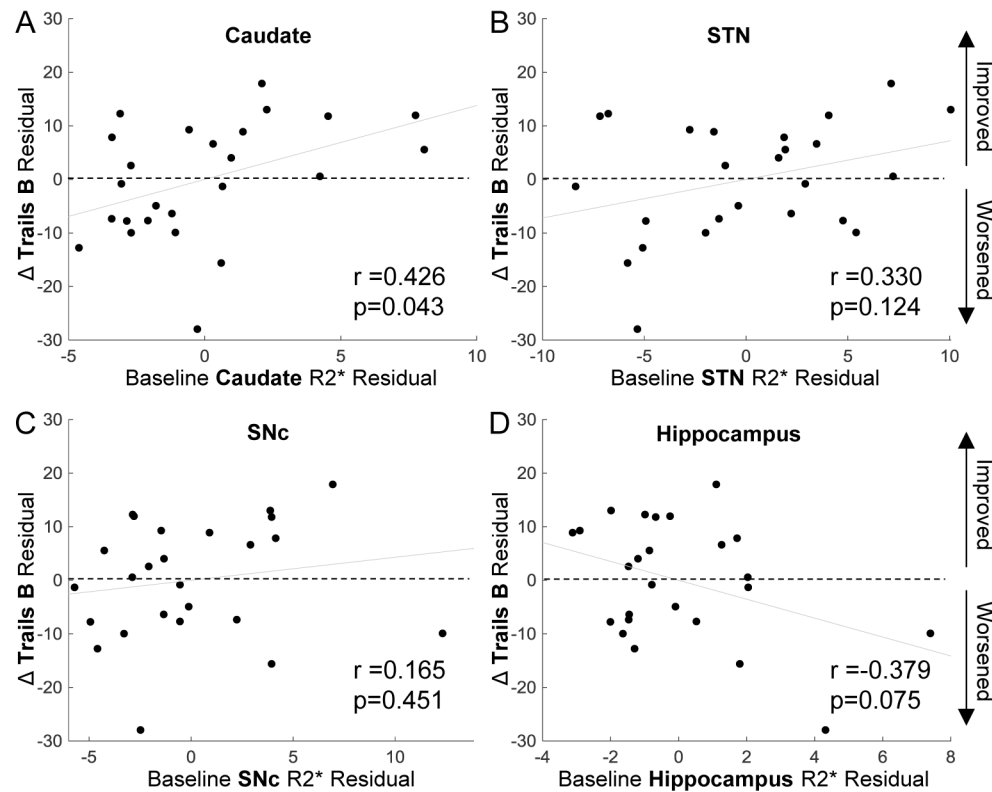 A
Caudate
30
20
10
0
-10
-20
-30
Δ Trails B Residual
r =0.426
p=0.043
-5
0
5
10
Baseline Caudate R2* Residual
B
STN
30
20
10
0
-10
-20
-30
Δ Trails B Residual
r =0.330
p=0.124
-10
-5
0
5
10
Baseline STN R2* Residual
Improved
Worsened
C
SNc
30
20
10
0
-10
-20
-30
Δ Trails B Residual
r =0.165
p=0.451
-5
0
5
10
Baseline SNc R2* Residual
D
Hippocampus
30
20
10
0
-10
-20
-30
Δ Trails B Residual
r =-0.379
p=0.075
-4
-2
0
2
4
6
8
Baseline Hippocampus R2* Residual
Improved
Worsened